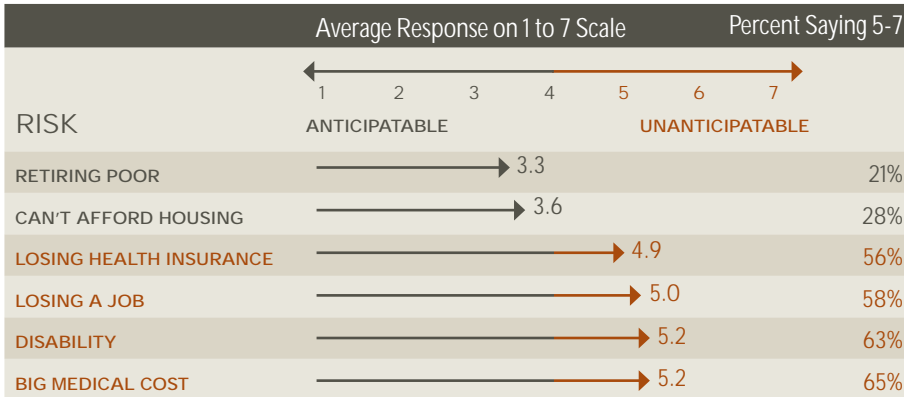 Average Response on 1 to 7 Scale Percent Saying 5-7
1 2 3 4 5 6 7
RISK ANTICIPATABLE UNANTICIPATABLE
RETIRING POOR 3.3 21%
CAN'T AFFORD HOUSING 3.6 28%
LOSING HEALTH INSURANCE 4.9 56%
LOSING A JOB 5.0 58%
DISABILITY 5.2 63%
BIG MEDICAL COST 5.2 65%